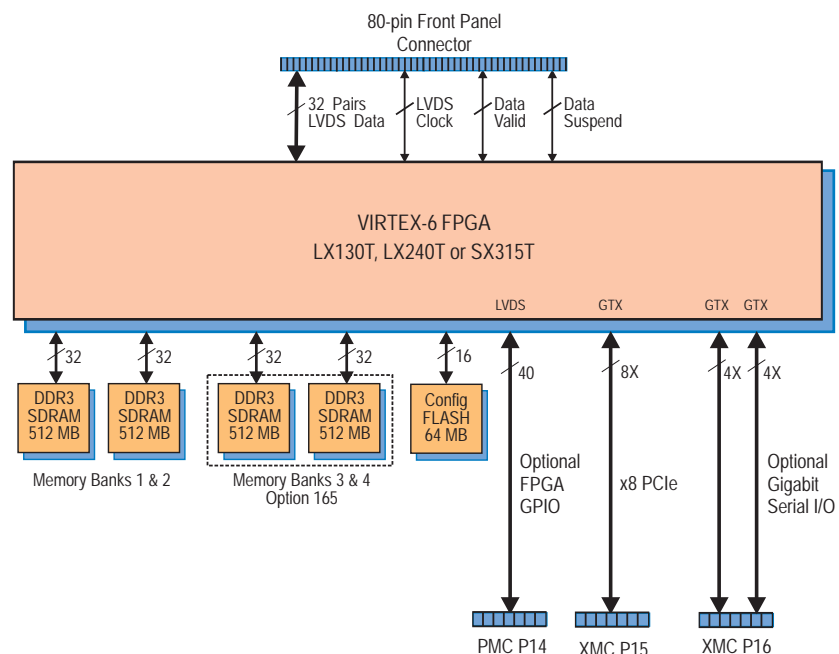 80-pin Front Panel
Connector
32 Pairs
LVDS Data
LVDS
Clock
Data
Valid
Data
Suspend
VIRTEX-6 FPGA
LX130T, LX240T or SX315T
LVDS
GTX
GTX
GTX
32
32
32
32
16
40
8X
4X
4X
DDR3
SDRAM
512 MB
DDR3
SDRAM
512 MB
DDR3
SDRAM
512 MB
DDR3
SDRAM
512 MB
Config
FLASH
64 MB
Memory Banks 1 & 2
Memory Banks 3 & 4
Option 165
Optional
FPGA
GPIO
x8 PCIe
Optional
Gigabit
Serial I/O
PMC P14
XMC P15
XMC P16